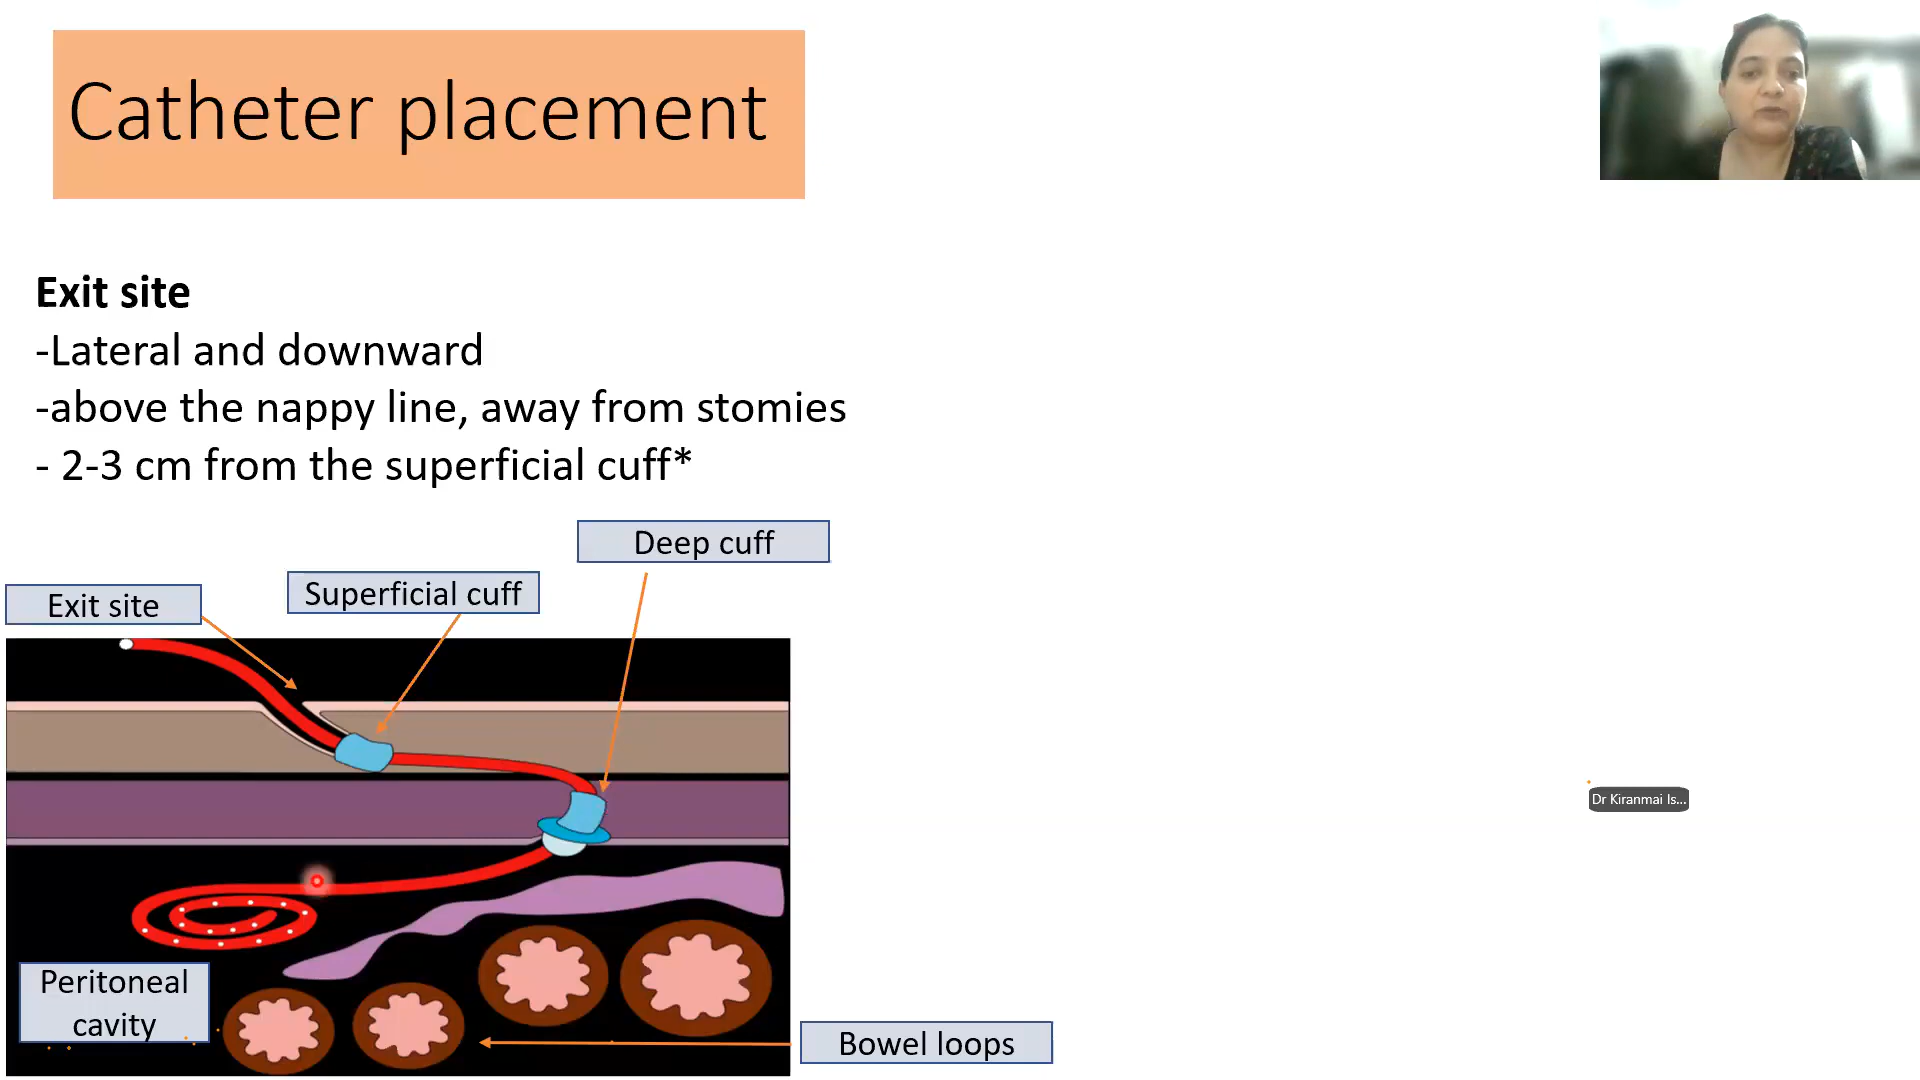 Catheter placement
Exit site
-Lateral and downward
-above the nappy line, away from stomies
- 2-3 cm from the superficial cuff*
Deep cuff
Superficial cuff
Exit site
Peritoneal
cavity
Bowel loops
Dr Kiranmai Is...